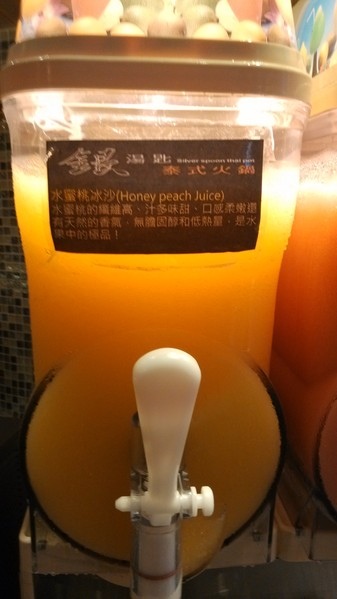 銀 湯匙 Silver spoon thai pot
泰式火鍋
水蜜桃冰沙(Honey peach Juice)
水蜜桃的纖維高、汁多味甜、口感柔嫩還
有天然的香氣，無膽固醇和低熱量，是水
果中的極品！